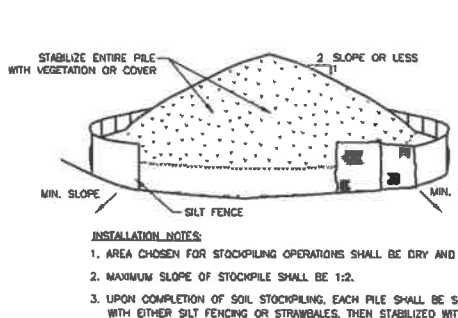 STABILIZE ENTIRE PILE
WITH VEGETATION OR COVER
2 SLOPE OR LESS
1
MIN. SLOPE
MIN.
SILT FENCE
INSTALLATION NOTES:
1. AREA CHOSEN FOR STOCKPILING OPERATIONS SHALL BE DRY AND
2. MAXIMUM SLOPE OF STOCKPILE SHALL BE 1:2.
3. UPON COMPLETION OF SOIL STOCKPILING, EACH PILE SHALL BE S
WITH EITHER SILT FENCING OR STRAWBALES, THEN STABILIZED WIT